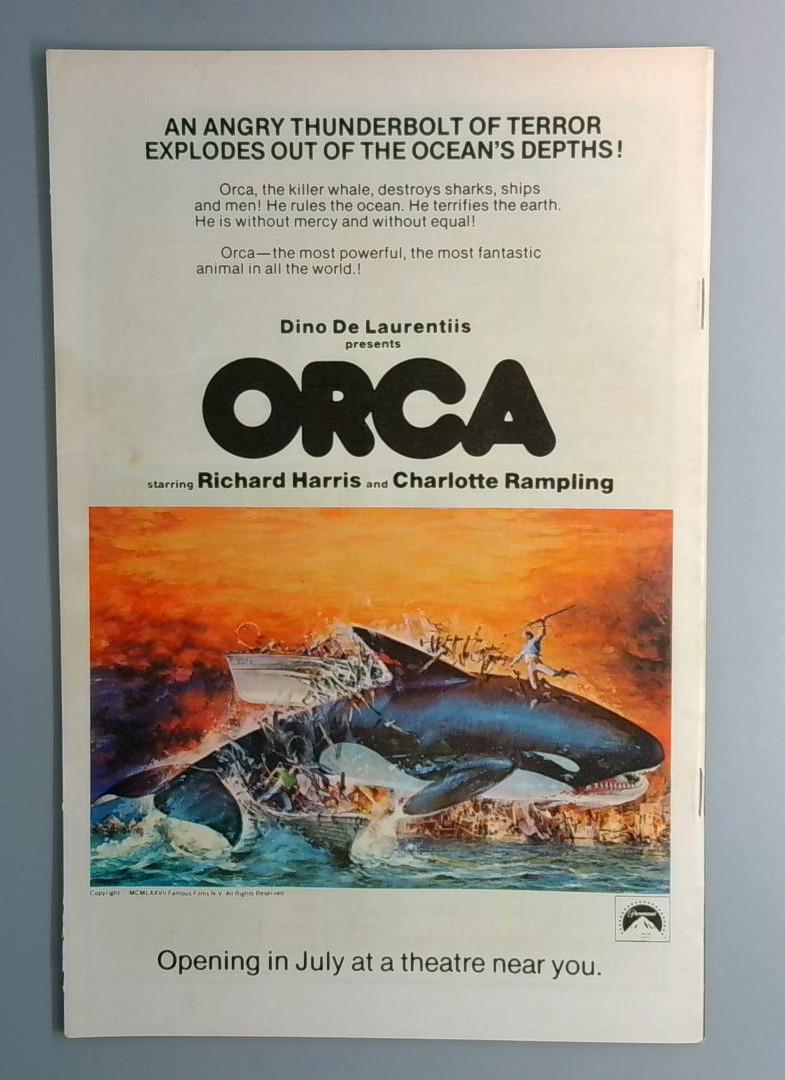 AN ANGRY THUNDERBOLT OF TERROR
EXPLODES OUT OF THE OCEAN'S DEPTHS!
Orca, the killer whale, destroys sharks, ships
and men! He rules the ocean. He terrifies the earth.
He is without mercy and without equal!
Orca—the most powerful, the most fantastic
animal in all the world.!
Dino De Laurentiis
presents
ORCA
starring Richard Harris and Charlotte Rampling
Copyright MCMLXXVII Famous Films N.V. All Rights Reserved
Paramount
Opening in July at a theatre near you.